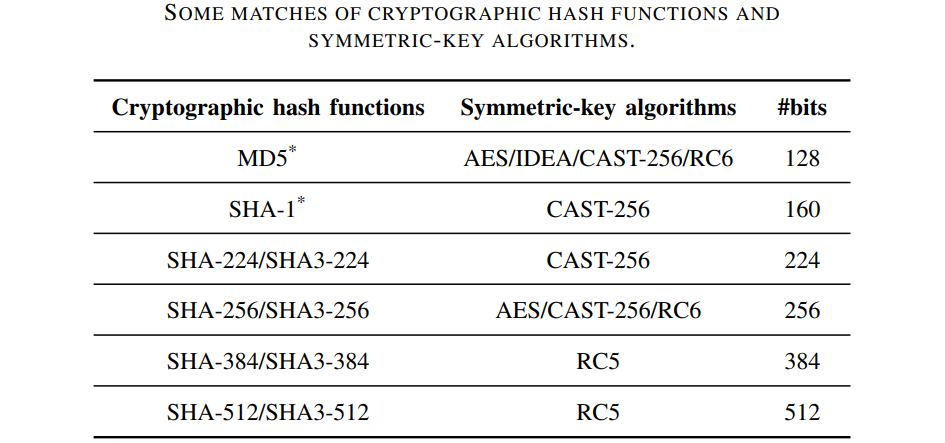 SOME MATCHES OF CRYPTOGRAPHIC HASH FUNCTIONS AND
SYMMETRIC-KEY ALGORITHMS.
Cryptographic hash functions Symmetric-key algorithms #bits
MD5* AES/IDEA/CAST-256/RC6 128
SHA-1* CAST-256 160
SHA-224/SHA3-224 CAST-256 224
SHA-256/SHA3-256 AES/CAST-256/RC6 256
SHA-384/SHA3-384 RC5 384
SHA-512/SHA3-512 RC5 512